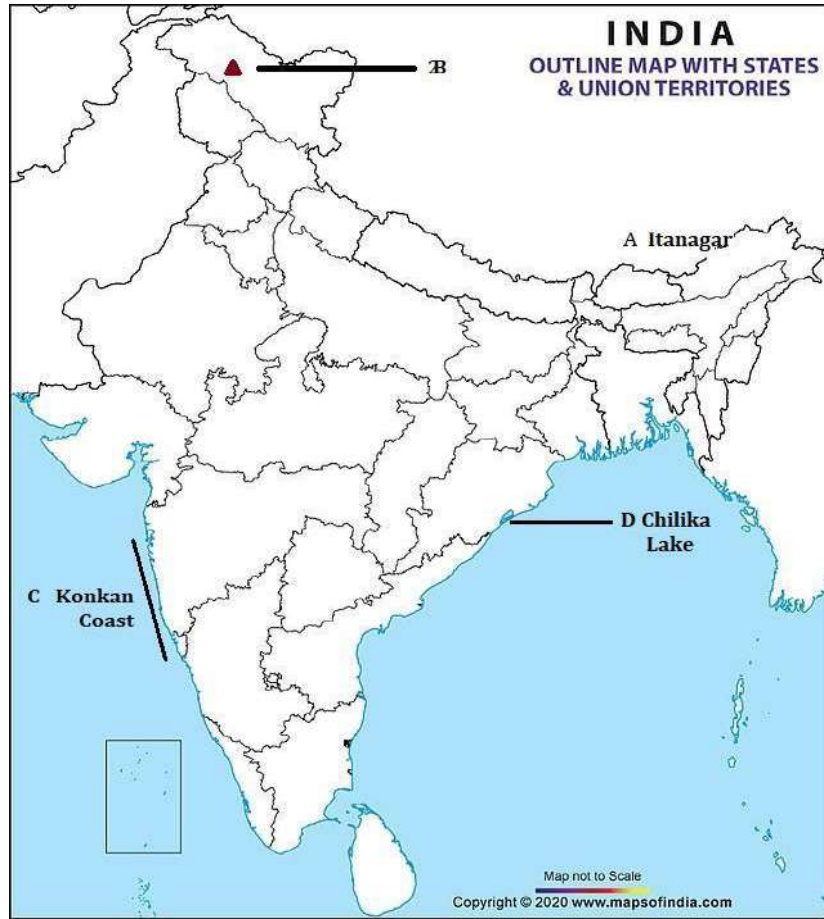 INDIA
OUTLINE MAP WITH STATES
& UNION TERRITORIES
B
A Itanagar
D Chilika
Lake
C Konkan
Coast
Map not to Scale
Copyright © 2020 www.mapsofindia.com